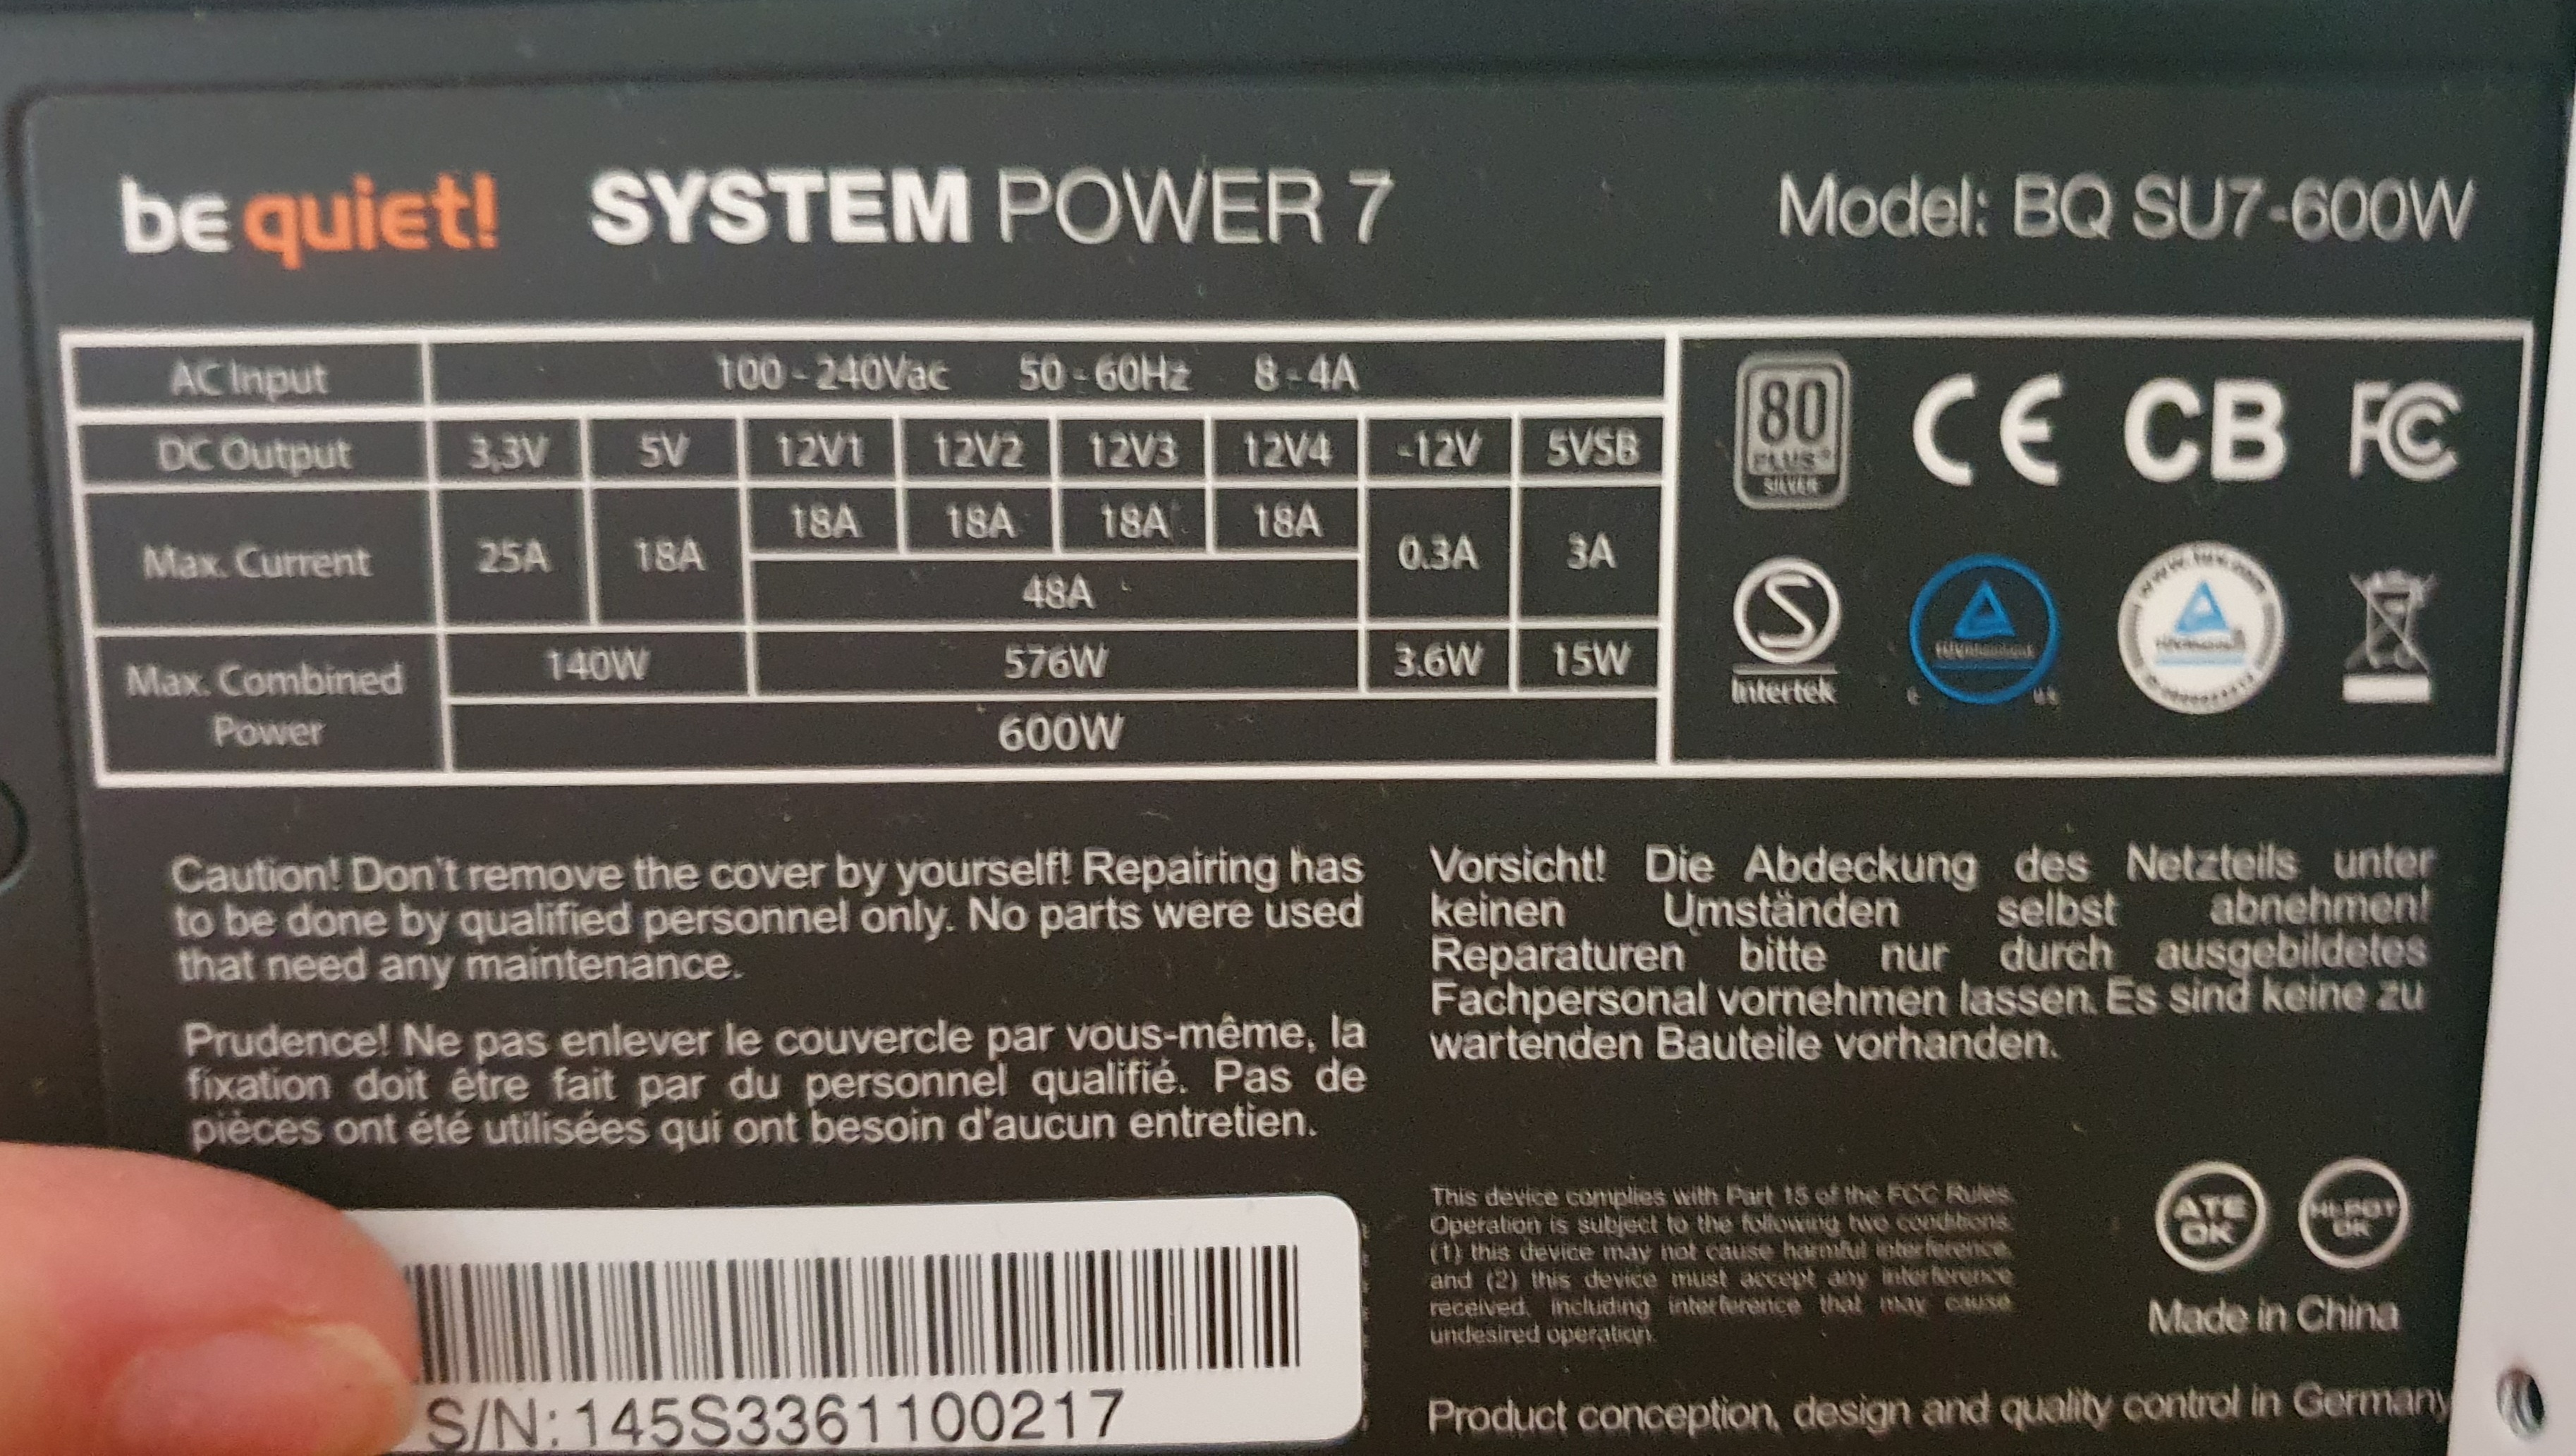 be quiet! SYSTEM POWER 7 Model: BQ SU7-600W
AC Input 100 - 240Vac 50 - 60Hz 8 - 4A
DC Output 3,3V 5V 12V1 12V2 12V3 12V4 -12V 5VSB
Max. Current 25A 18A 18A 18A 18A 18A 0.3A 3A
48A
Max. Combined Power 140W 576W 3.6W 15W
600W
80 PLUS SILVER CE CB FC
Intertek
Caution! Don't remove the cover by yourself! Repairing has
to be done by qualified personnel only. No parts were used
that need any maintenance.
Prudence! Ne pas enlever le couvercle par vous-même, la
fixation doit être fait par du personnel qualifié. Pas de
pièces ont été utilisées qui ont besoin d'aucun entretien.
Vorsicht! Die Abdeckung des Netzteils unter
keinen Umständen selbst abnehmen!
Reparaturen bitte nur durch ausgebildetes
Fachpersonal vornehmen lassen. Es sind keine zu
wartenden Bauteile vorhanden.
This device complies with Part 15 of the FCC Rules.
Operation is subject to the following two conditions.
(1) this device may not cause harmful interference,
and (2) this device must accept any interference
received, including interference that may cause
undesired operation.
ATE OK
HI-POT OK
Made in China
S/N: 145S3361100217
Product conception, design and quality control in Germany